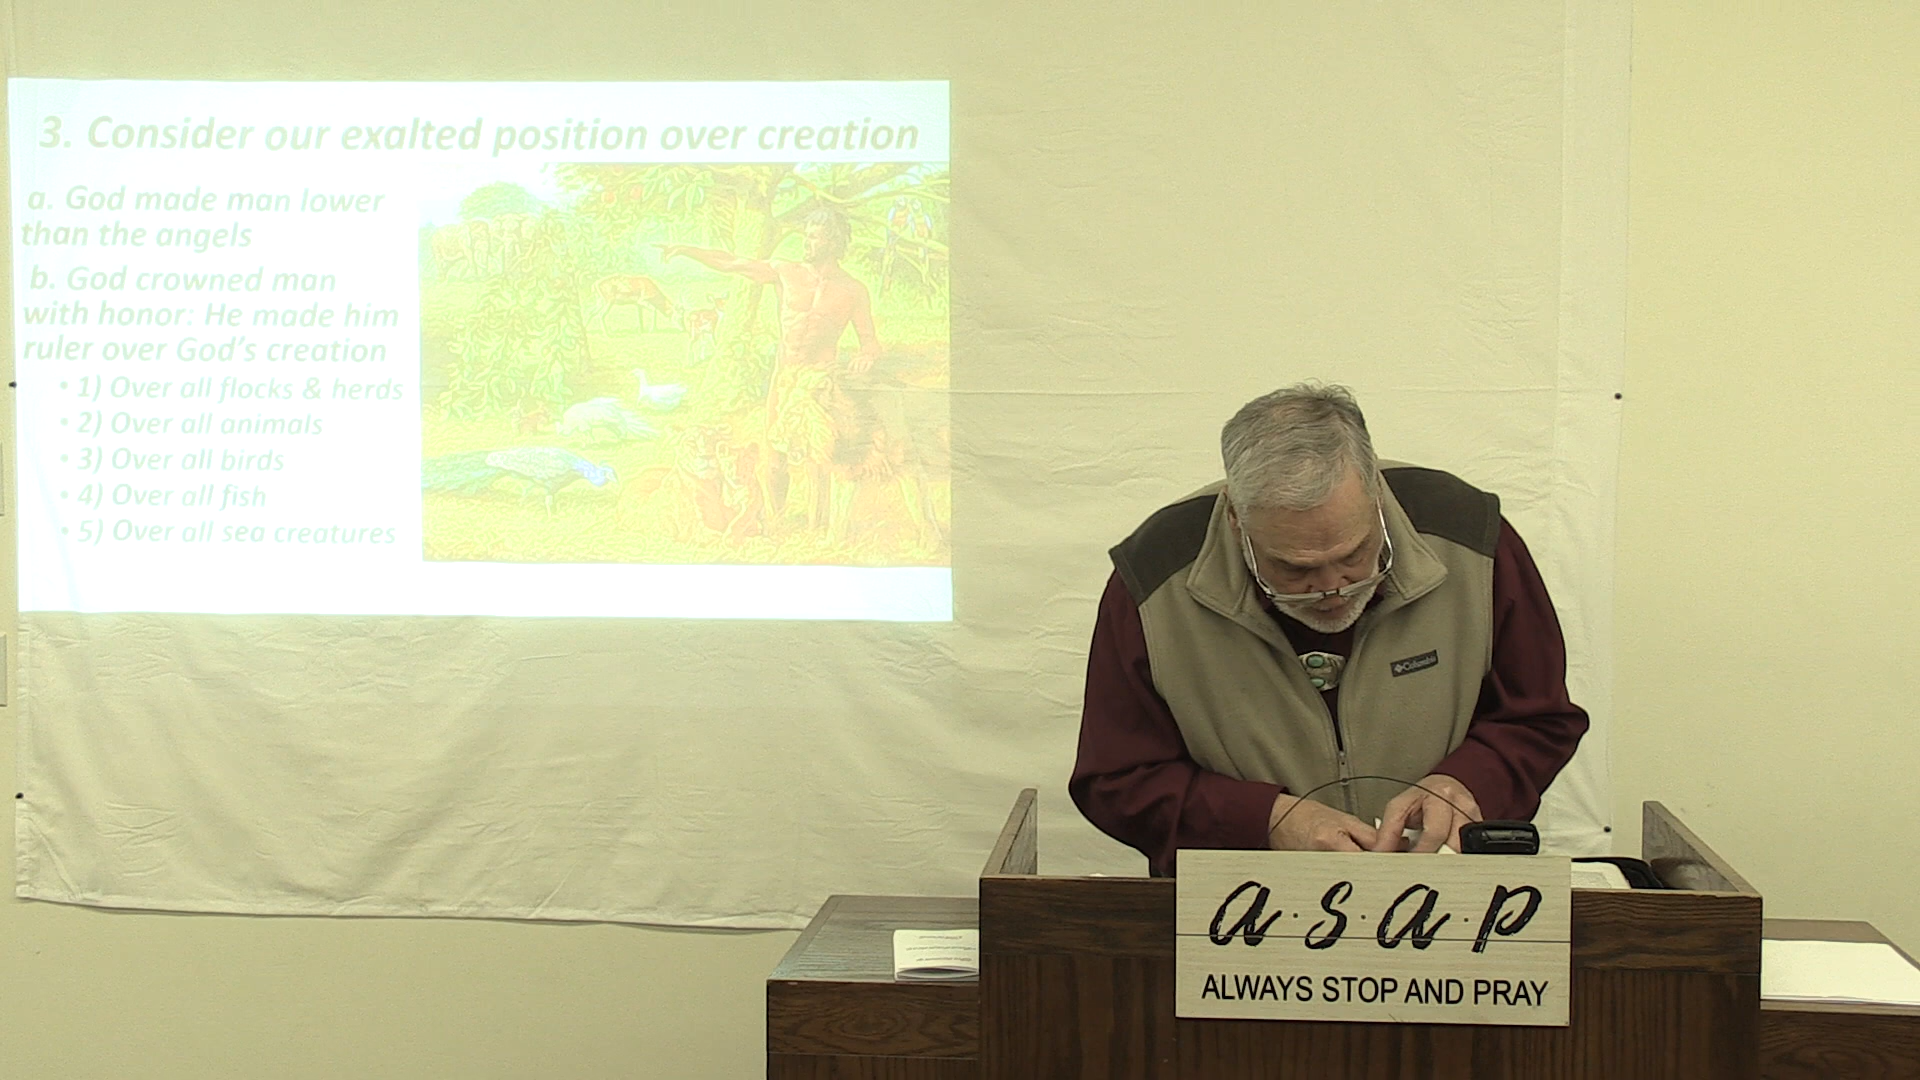 3. Consider our exalted position over creation
a. God made man lower
than the angels
b. God crowned man
with honor: He made him
ruler over God's creation
• 1) Over all flocks & herds
• 2) Over all animals
• 3) Over all birds
• 4) Over all fish
• 5) Over all sea creatures
Columbia
a·s·a·p
ALWAYS STOP AND PRAY